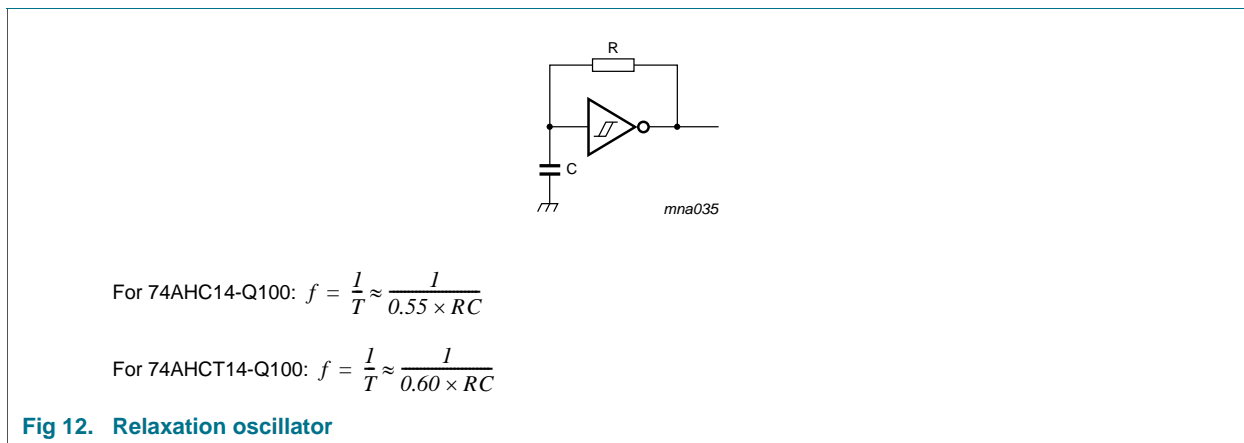 R
C
mna035
For 74AHC14-Q100: f = 1/T ≈ 1/(0.55 × RC)
For 74AHCT14-Q100: f = 1/T ≈ 1/(0.60 × RC)
Fig 12. Relaxation oscillator